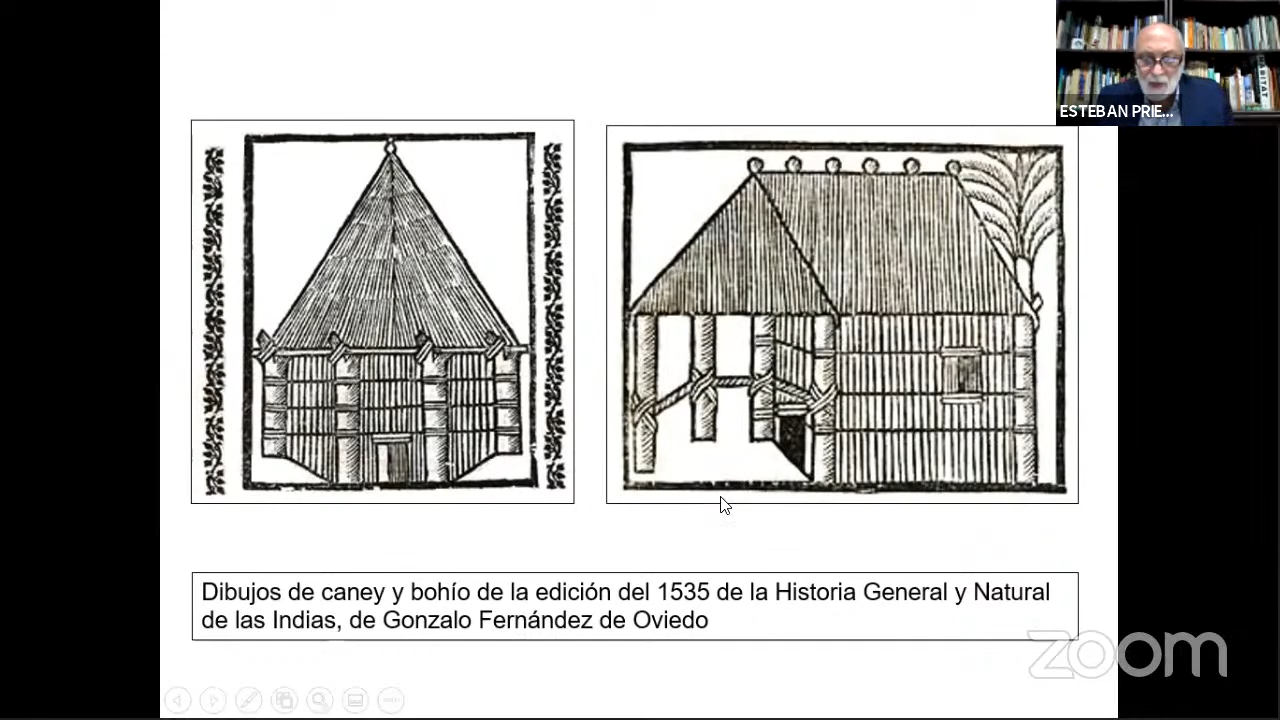 ESTEBAN PRIE...
HÁBITAT
Dibujos de caney y bohío de la edición del 1535 de la Historia General y Natural
de las Indias, de Gonzalo Fernández de Oviedo
zoom